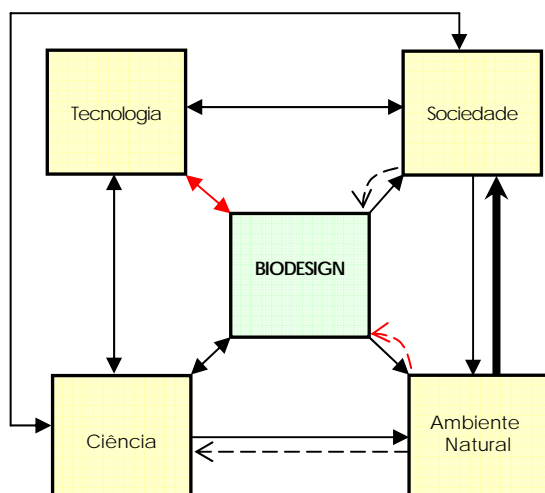 Tecnologia
Sociedade
BIODESIGN
Ciência
Ambiente
Natural